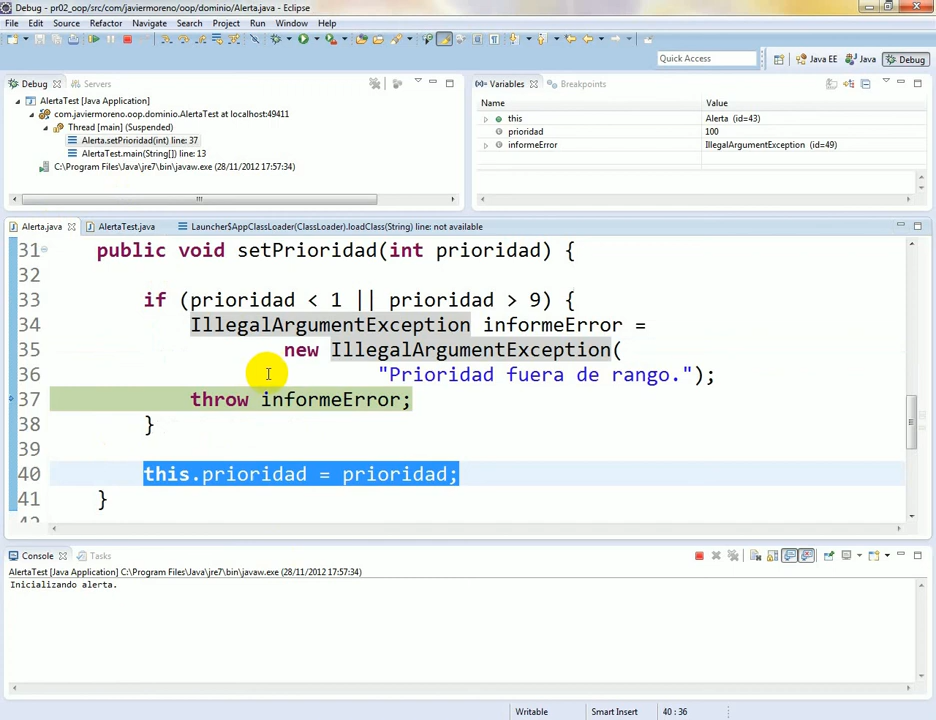 Debug - pr02_oop/src/com/javiermoreno/oop/dominio/Alerta.java - Eclipse
File Edit Source Refactor Navigate Search Project Run Window Help
Quick Access
Java EE Java Debug
Debug Servers
AlertaTest [Java Application]
com.javiermoreno.oop.dominio.AlertaTest at localhost:49411
Thread [main] (Suspended)
Alerta.setPrioridad(int) line: 37
AlertaTest.main(String[]) line: 13
C:\Program Files\Java\jre7\bin\javaw.exe (28/11/2012 17:57:34)
Variables Breakpoints
Name Value
this Alerta (id=43)
prioridad 100
informeError IllegalArgumentException (id=49)
Alerta.java AlertaTest.java Launcher$AppClassLoader(ClassLoader).loadClass(String) line: not available
31 public void setPrioridad(int prioridad) {
32
33 if (prioridad < 1 || prioridad > 9) {
34 IllegalArgumentException informeError =
35 new IllegalArgumentException(
36 "Prioridad fuera de rango.");
37 throw informeError;
38 }
39
40 this.prioridad = prioridad;
41 }
42
Console Tasks
AlertaTest [Java Application] C:\Program Files\Java\jre7\bin\javaw.exe (28/11/2012 17:57:34)
Inicializando alerta.
Writable Smart Insert 40 : 36